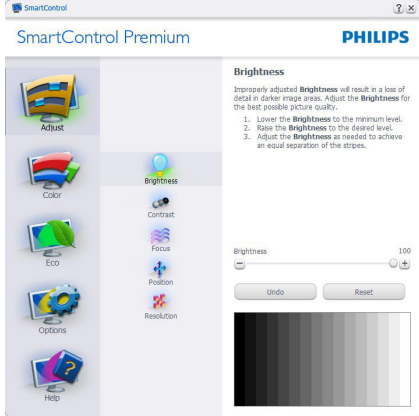 SmartControl
SmartControl Premium
PHILIPS
Adjust
Color
Eco
Options
Help
Brightness
Contrast
Focus
Position
Resolution
Brightness
Improperly adjusted Brightness will result in a loss of
detail in darker image areas. Adjust the Brightness for
the best possible picture quality.
1. Lower the Brightness to the minimum level.
2. Rase the Brightness to the desired level.
3. Adjust the Brightness as needed to achieve
an equal separation of the stripes.
Brightness 100
Undo Reset